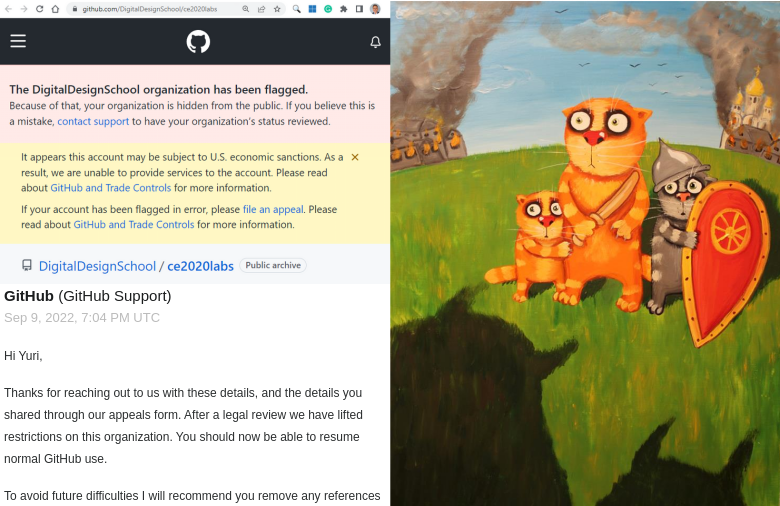 github.com/DigitalDesignSchool/ce2020labs
The DigitalDesignSchool organization has been flagged.
Because of that, your organization is hidden from the public. If you believe this is
a mistake, contact support to have your organization's status reviewed.
It appears this account may be subject to U.S. economic sanctions. As a
result, we are unable to provide services to the account. Please read
about GitHub and Trade Controls for more information.
If your account has been flagged in error, please file an appeal. Please
read about GitHub and Trade Controls for more information.
DigitalDesignSchool / ce2020labs Public archive
GitHub (GitHub Support)
Sep 9, 2022, 7:04 PM UTC
Hi Yuri,
Thanks for reaching out to us with these details, and the details you
shared through our appeals form. After a legal review we have lifted
restrictions on this organization. You should now be able to resume
normal GitHub use.
To avoid future difficulties I will recommend you remove any references